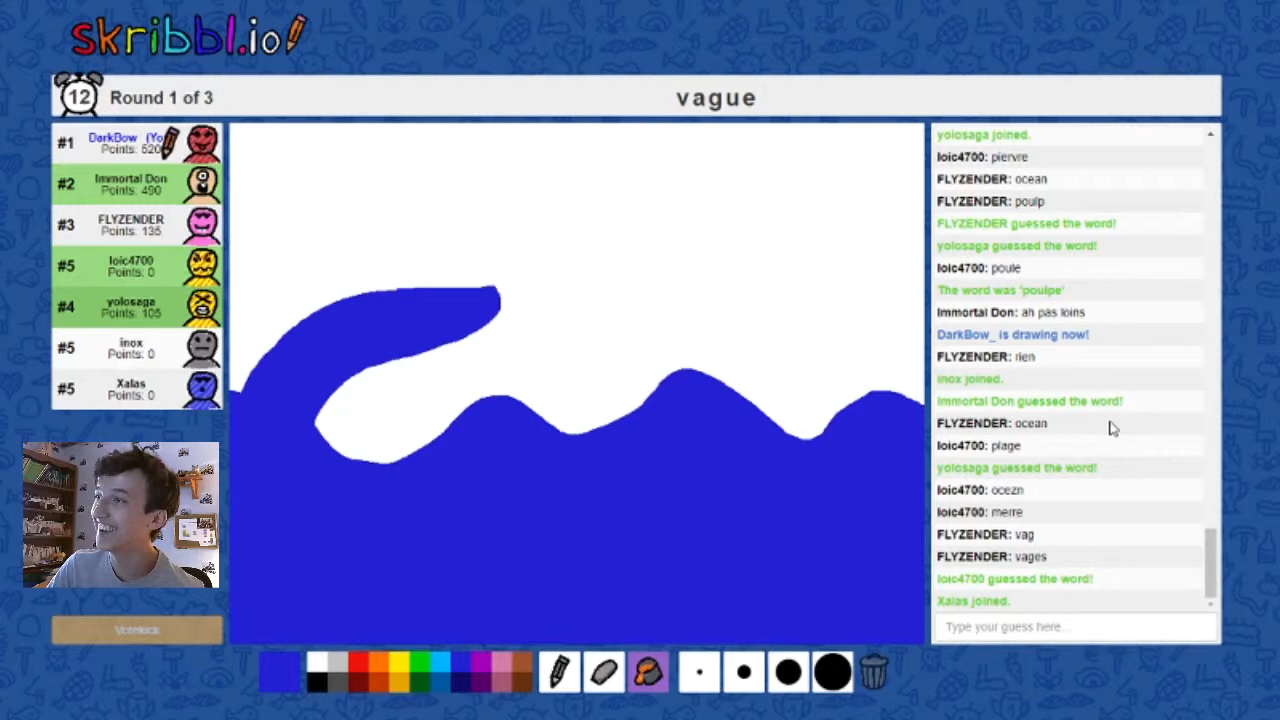 skribbl.io
12
Round 1 of 3
vague
#1
DarkBow_ (Yo
Points: 520
#2
Immortal Don
Points: 490
#3
FLYZENDER
Points: 135
#5
loic4700
Points: 0
#4
yolosaga
Points: 105
#5
inox
Points: 0
#5
Xalas
Points: 0
Votekick
yolosaga joined.
loic4700: piervre
FLYZENDER: ocean
FLYZENDER: poulp
FLYZENDER guessed the word!
yolosaga guessed the word!
loic4700: poule
The word was 'poulpe'
Immortal Don: ah pas loins
DarkBow_ is drawing now!
FLYZENDER: rien
inox joined.
Immortal Don guessed the word!
FLYZENDER: ocean
loic4700: plage
yolosaga guessed the word!
loic4700: ocezn
loic4700: merre
FLYZENDER: vag
FLYZENDER: vages
loic4700 guessed the word!
Xalas joined.
Type your guess here...